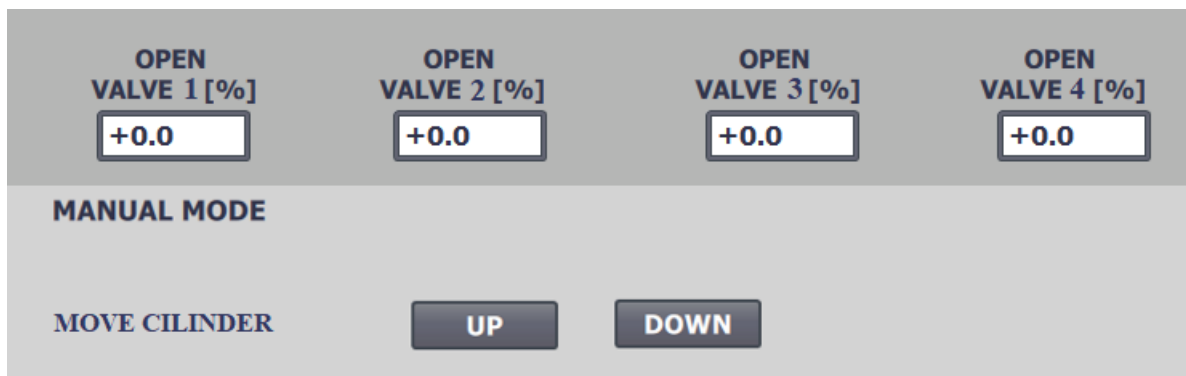 OPEN
VALVE 1 [%]
OPEN
VALVE 2 [%]
OPEN
VALVE 3 [%]
OPEN
VALVE 4 [%]
+0.0
+0.0
+0.0
+0.0
MANUAL MODE
MOVE CILINDER
UP
DOWN